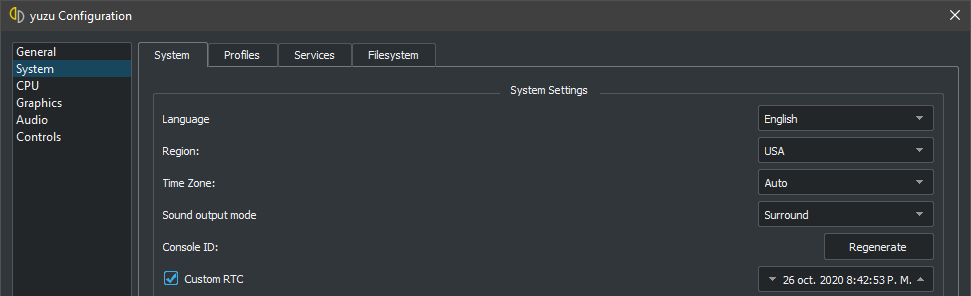 yuzu Configuration
General
System
CPU
Graphics
Audio
Controls
System Profiles Services Filesystem
System Settings
Language English
Region: USA
Time Zone: Auto
Sound output mode Surround
Console ID: Regenerate
Custom RTC 26 oct. 2020 8:42:53 P. M.